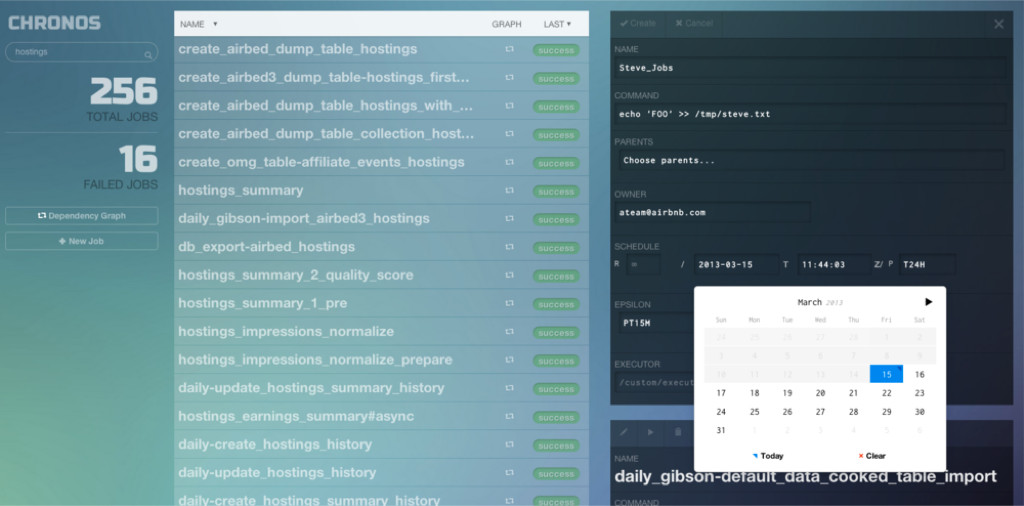 CHRONOS
hostings
256
TOTAL JOBS
16
FAILED JOBS
Dependency Graph
New Job
NAME GRAPH LAST
create_airbed_dump_table_hostings success
create_airbed3_dump_table-hostings_first... success
create_airbed_dump_table_hostings_with_... success
create_airbed_dump_table_collection_host... success
create_omg_table-affiliate_events_hostings success
hostings_summary success
daily_gibson-import_airbed3_hostings success
db_export-airbed_hostings success
hostings_summary_2_quality_score success
hostings_summary_1_pre success
hostings_impressions_normalize success
hostings_impressions_normalize_prepare success
daily-update_hostings_summary_history success
hostings_earnings_summary#async success
daily-create_hostings_history success
daily-update_hostings_history success
daily-create_hostings_summary_history success
Create Cancel
NAME
Steve_Jobs
COMMAND
echo 'FOO' >> /tmp/steve.txt
PARENTS
Choose parents...
OWNER
ateam@airbnb.com
SCHEDULE
R ∞ / 2013-03-15 T 11:44:03 Z/ P T24H
EPSILON
PT15M
EXECUTOR
/custom/execut
March 2013
Sun Mon Tue Wed Thu Fri Sat
24 25 26 27 28 1 2
3 4 5 6 7 8 9
10 11 12 13 14 15 16
17 18 19 20 21 22 23
24 25 26 27 28 29 30
31 1 2 3 4 5 6
Today Clear
NAME
daily_gibson-default_data_cooked_table_import
COMMAND